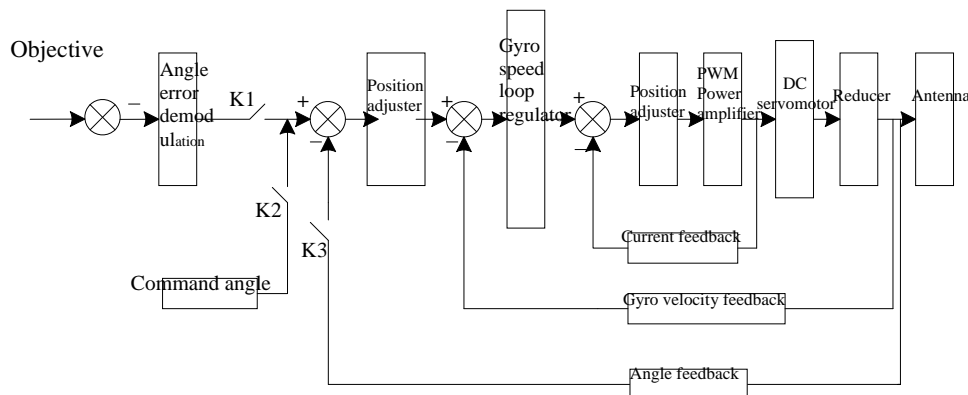 Objective
Angle
error
demod
ulation
K1
Position
adjuster
Gyro
speed
loop
regulator
Position
adjuster
PWM
Power
amplifier
DC
servomotor
Reducer
Antenna
−
+
−
+
−
+
−
K2
K3
Command angle
Current feedback
Gyro velocity feedback
Angle feedback